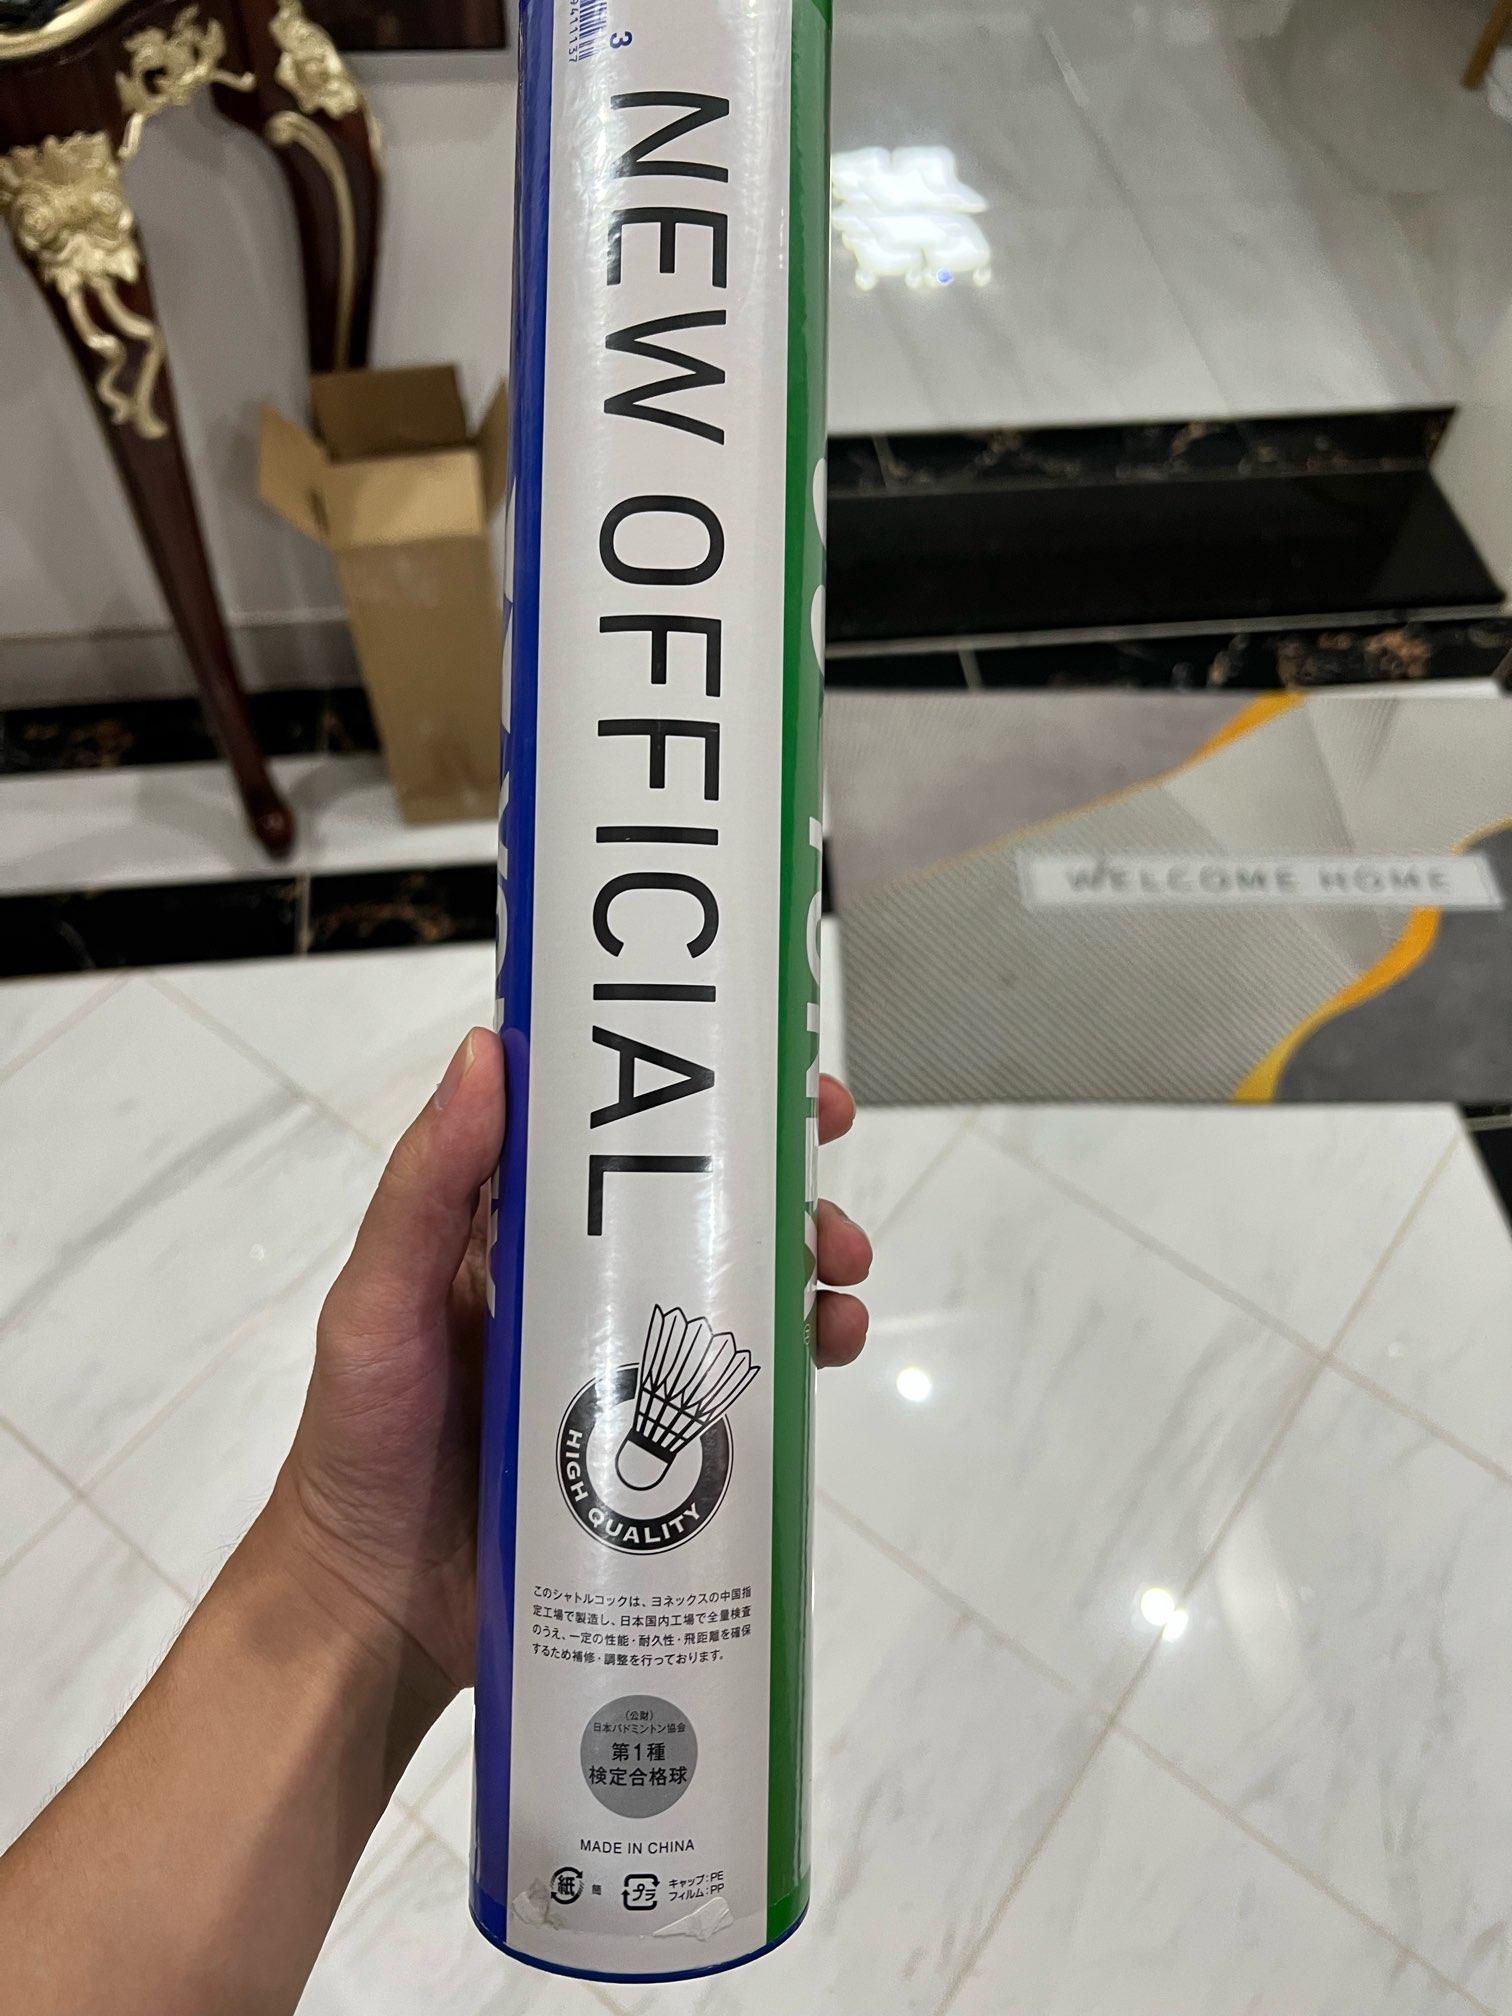 3
NEW OFFICIAL
HIGH QUALITY
このシャトルコックは、ヨネックスの中国指
定工場で製造し、日本国内工場で全量検査
のうえ、一定の性能・耐久性・飛距離を確保
するため補修・調整を行っております。
(公財)
日本バドミントン協会
第1種
検定合格球
MADE IN CHINA
紙
筒
プラ
キャップ:PE
フィルム:PP
WELCOME HOME